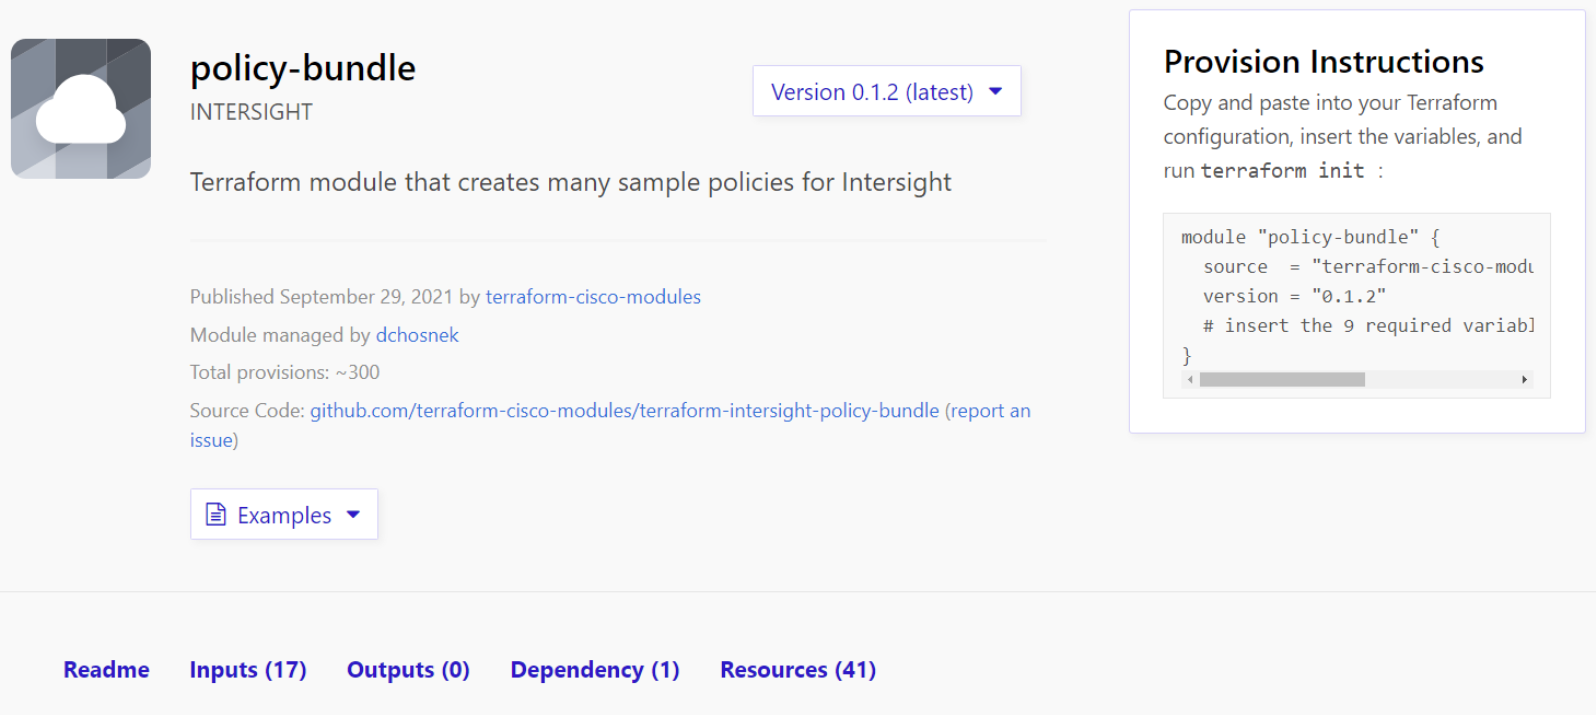 policy-bundle
INTERSIGHT
Version 0.1.2 (latest)
Terraform module that creates many sample policies for Intersight
Published September 29, 2021 by terraform-cisco-modules
Module managed by dchosnek
Total provisions: ~300
Source Code: github.com/terraform-cisco-modules/terraform-intersight-policy-bundle (report an
issue)
Examples
Provision Instructions
Copy and paste into your Terraform
configuration, insert the variables, and
run terraform init :
module "policy-bundle" {
source  = "terraform-cisco-modu
version = "0.1.2"
# insert the 9 required variabl
}
Readme
Inputs (17)
Outputs (0)
Dependency (1)
Resources (41)